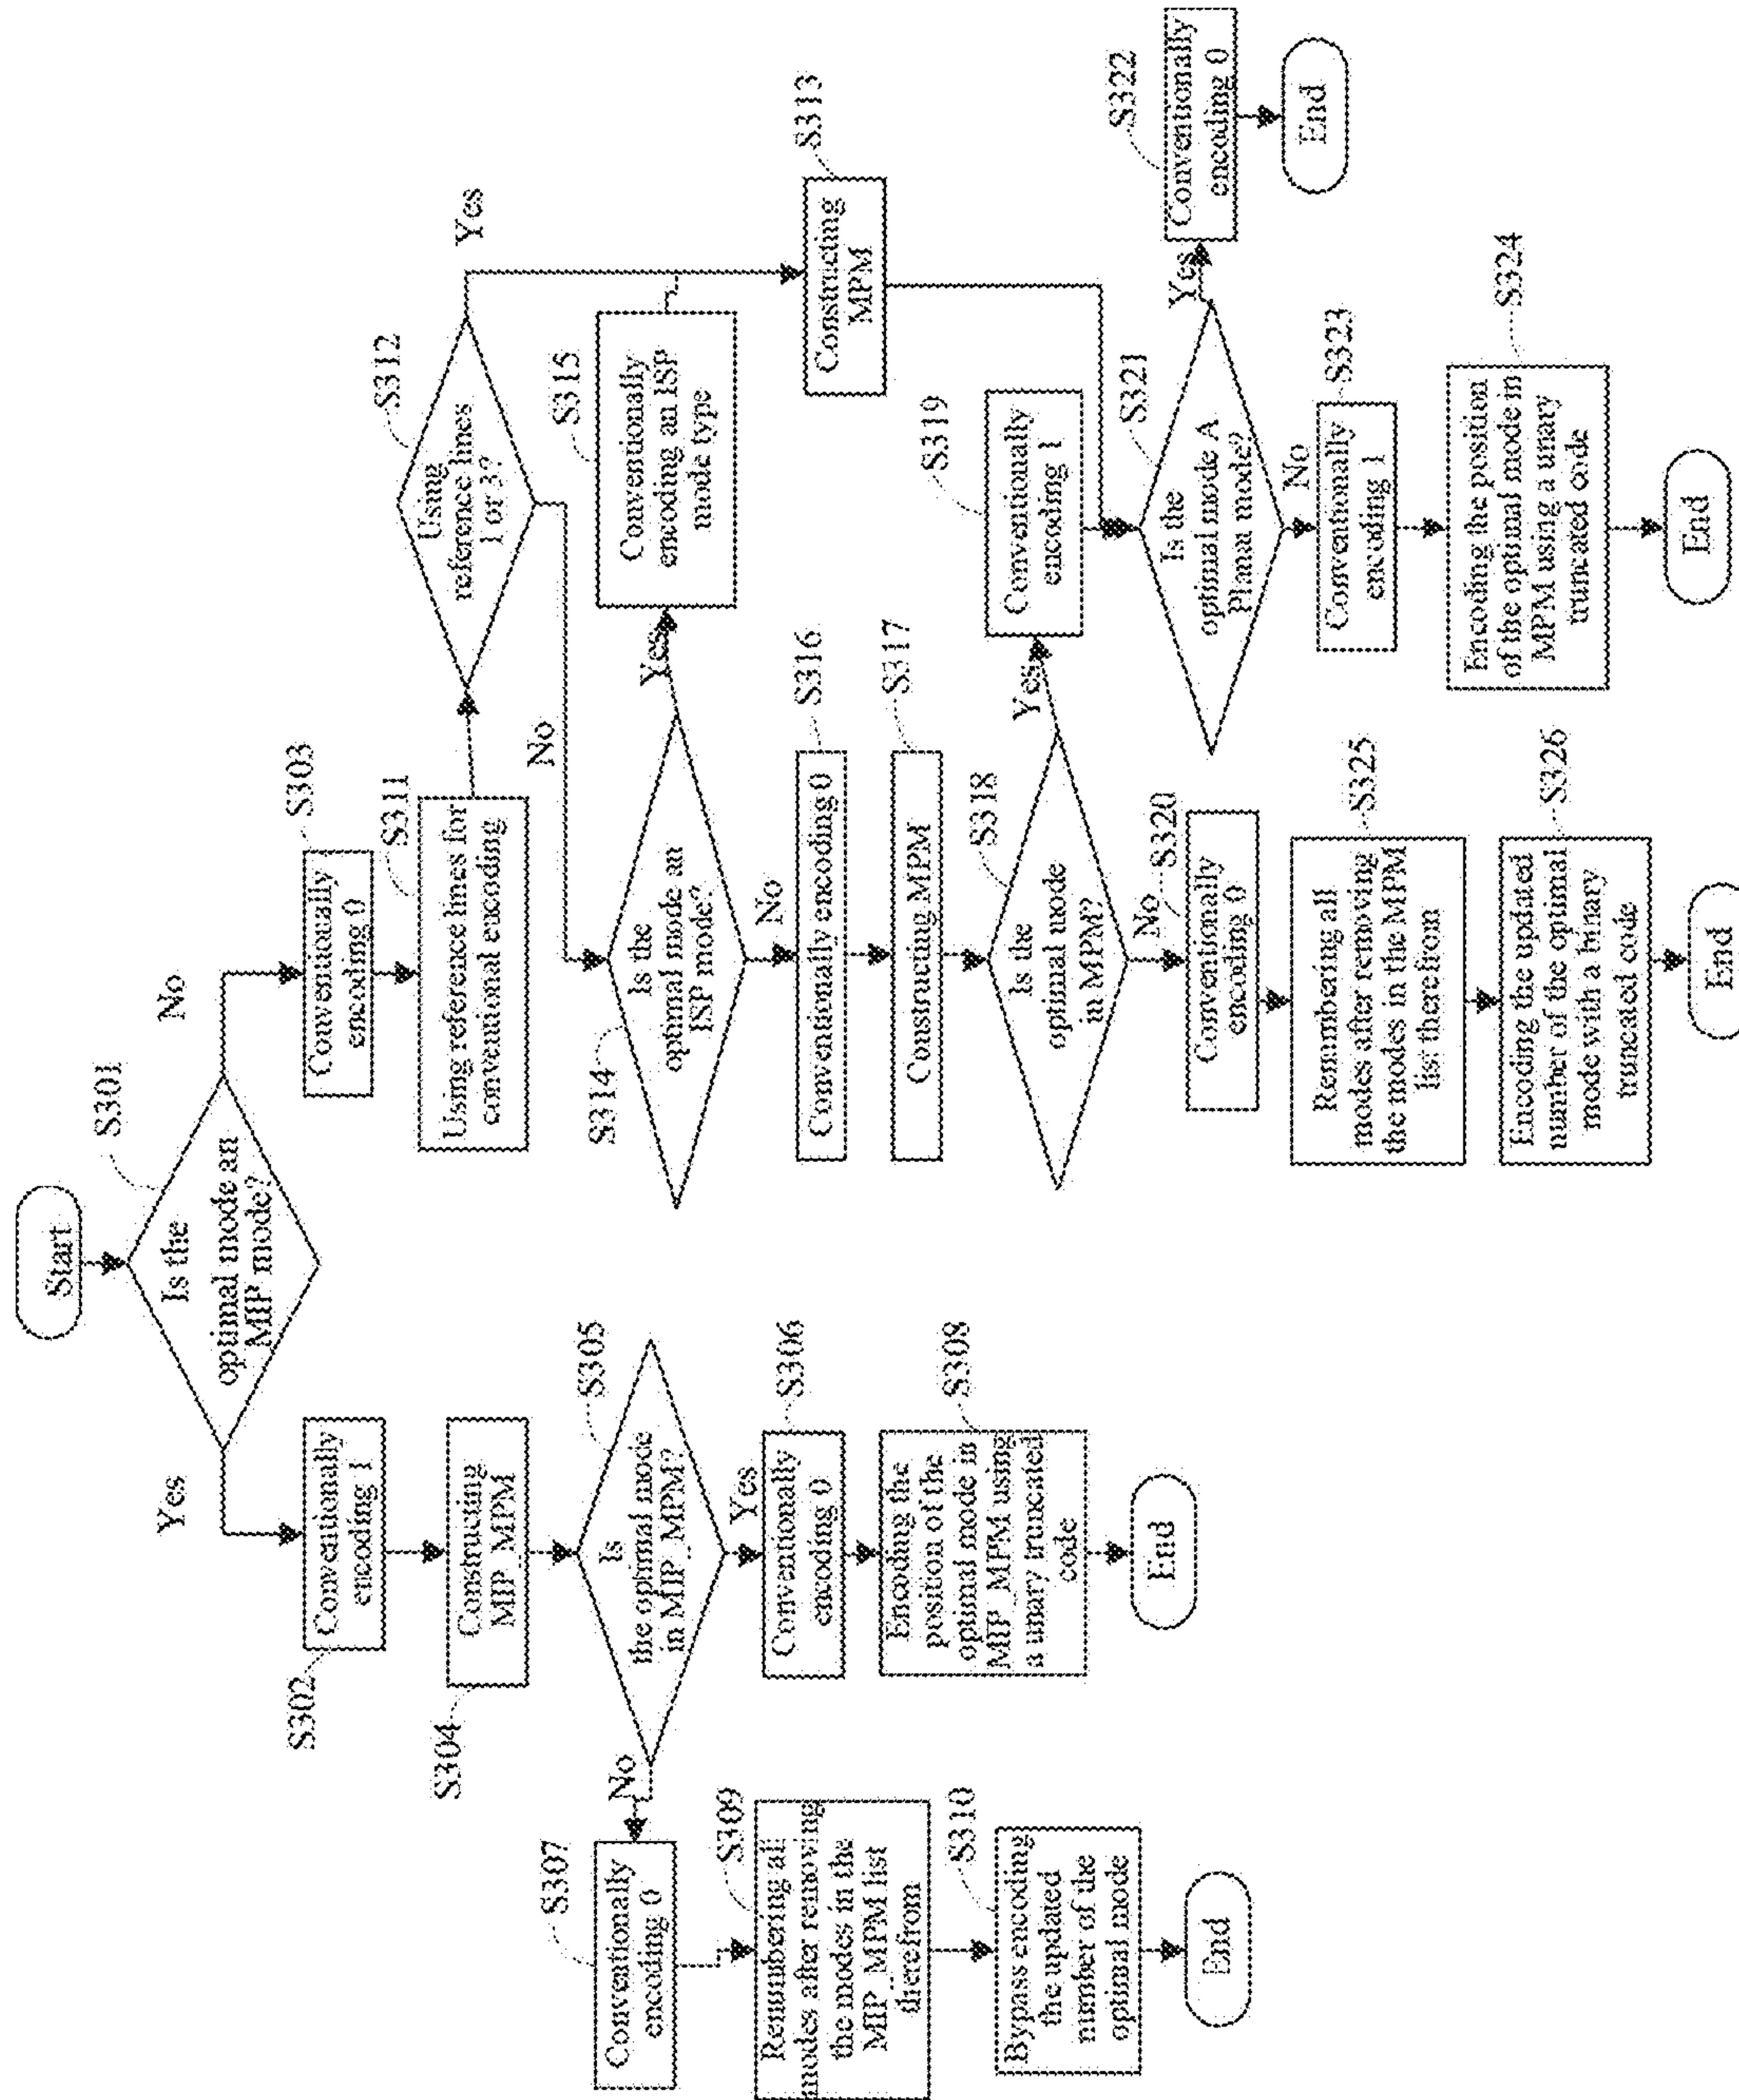 Start
S301
Is the
optimal mode an
MIP mode?
Yes
No
S302
Conventionally
encoding 1
S304
Constructing
MIP_MPM
S305
Is
the optimal mode
in MIP_MPM?
No
Yes
S307
Conventionally
encoding 0
S309
Renumbering all
modes after removing
the modes in the
MIP_MPM list
therefrom
S310
Bypass encoding
the updated
number of the
optimal mode
End
S306
Conventionally
encoding 0
S308
Encoding the
position of the
optimal mode in
MIP_MPM using
a unary truncated
code
End
S303
Conventionally
encoding 0
S311
Using reference lines for
conventional encoding
S312
Using
reference lines
1 or 3?
Yes
No
S314
Is the
optimal mode an
ISP mode?
Yes
No
S315
Conventionally
encoding an ISP
mode type
S313
Constructing
MPM
S316
Conventionally encoding 0
S317
Constructing MPM
S318
Is the
optimal mode
in MPM?
Yes
No
S319
Conventionally
encoding 1
S320
Conventionally
encoding 0
S325
Renumbering all
modes after removing
the modes in the MPM
list therefrom
S326
Encoding the updated
number of the optimal
mode with a binary
truncated code
End
S321
Is the
optimal mode A
Planar mode?
Yes
No
S322
Conventionally
encoding 0
End
S323
Conventionally
encoding 1
S324
Encoding the position
of the optimal mode in
MPM using a unary
truncated code
End